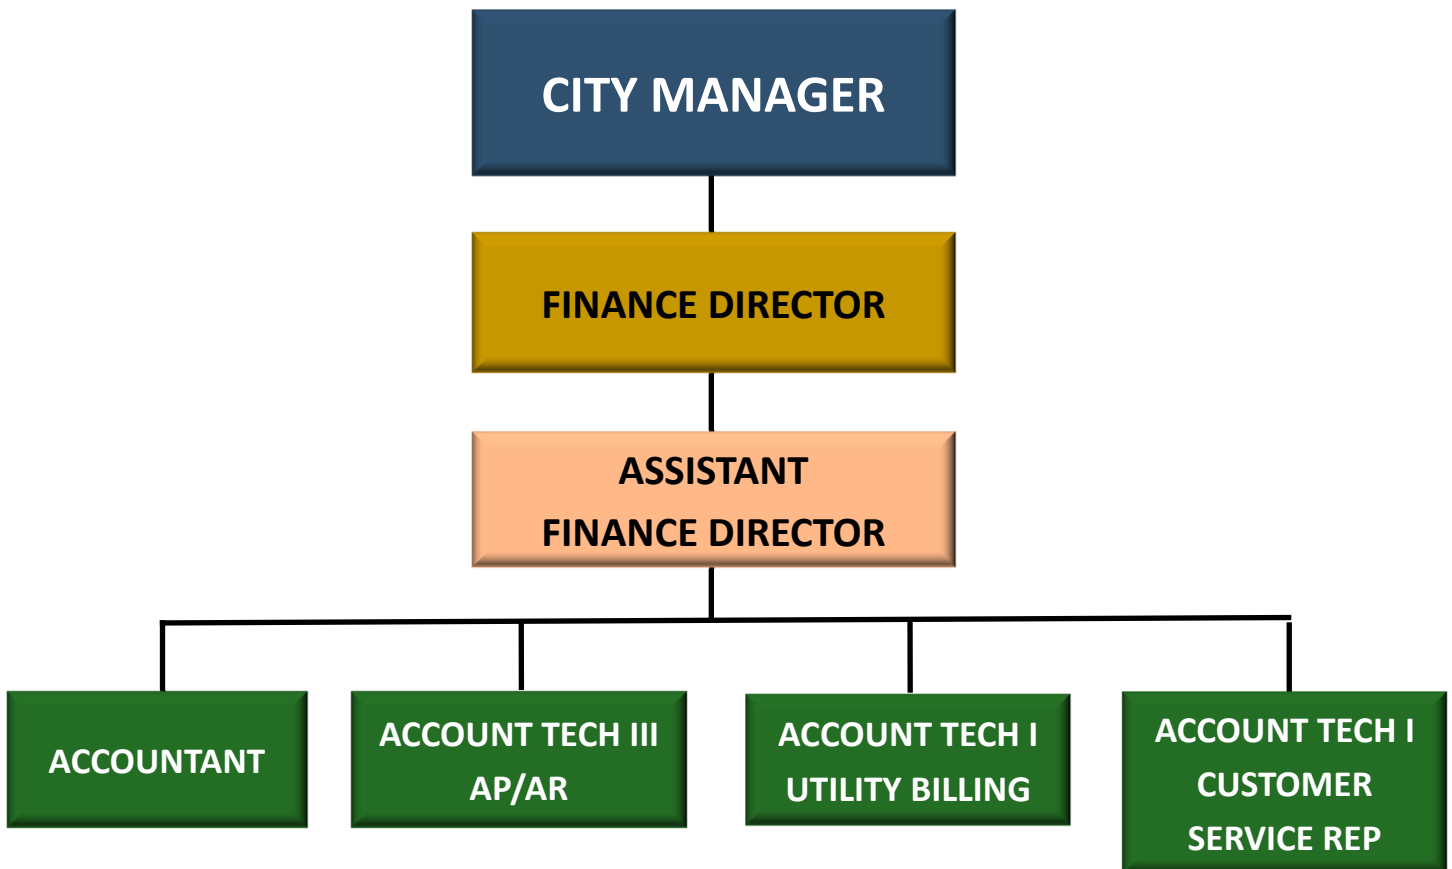 CITY MANAGER
FINANCE DIRECTOR
ASSISTANT
FINANCE DIRECTOR
ACCOUNTANT
ACCOUNT TECH III
AP/AR
ACCOUNT TECH I
UTILITY BILLING
ACCOUNT TECH I
CUSTOMER
SERVICE REP